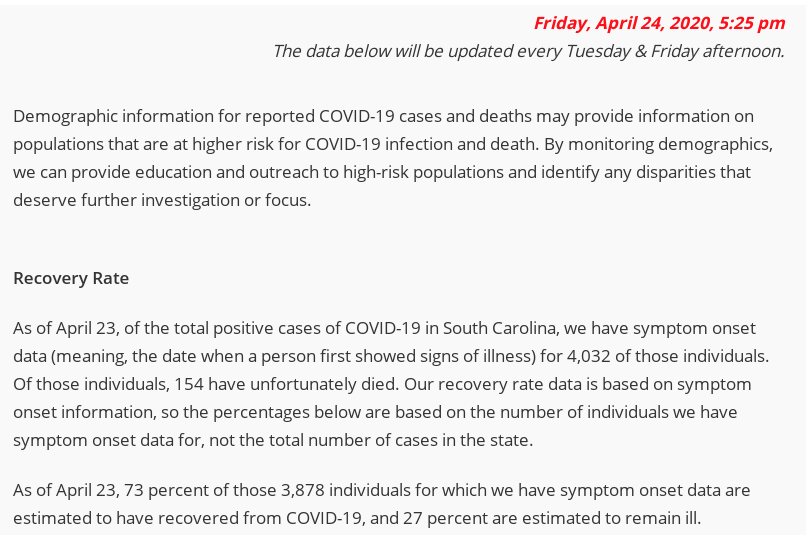 Friday, April 24, 2020, 5:25 pm
The data below will be updated every Tuesday & Friday afternoon.
Demographic information for reported COVID-19 cases and deaths may provide information on
populations that are at higher risk for COVID-19 infection and death. By monitoring demographics,
we can provide education and outreach to high-risk populations and identify any disparities that
deserve further investigation or focus.
Recovery Rate
As of April 23, of the total positive cases of COVID-19 in South Carolina, we have symptom onset
data (meaning, the date when a person first showed signs of illness) for 4,032 of those individuals.
Of those individuals, 154 have unfortunately died. Our recovery rate data is based on symptom
onset information, so the percentages below are based on the number of individuals we have
symptom onset data for, not the total number of cases in the state.
As of April 23, 73 percent of those 3,878 individuals for which we have symptom onset data are
estimated to have recovered from COVID-19, and 27 percent are estimated to remain ill.